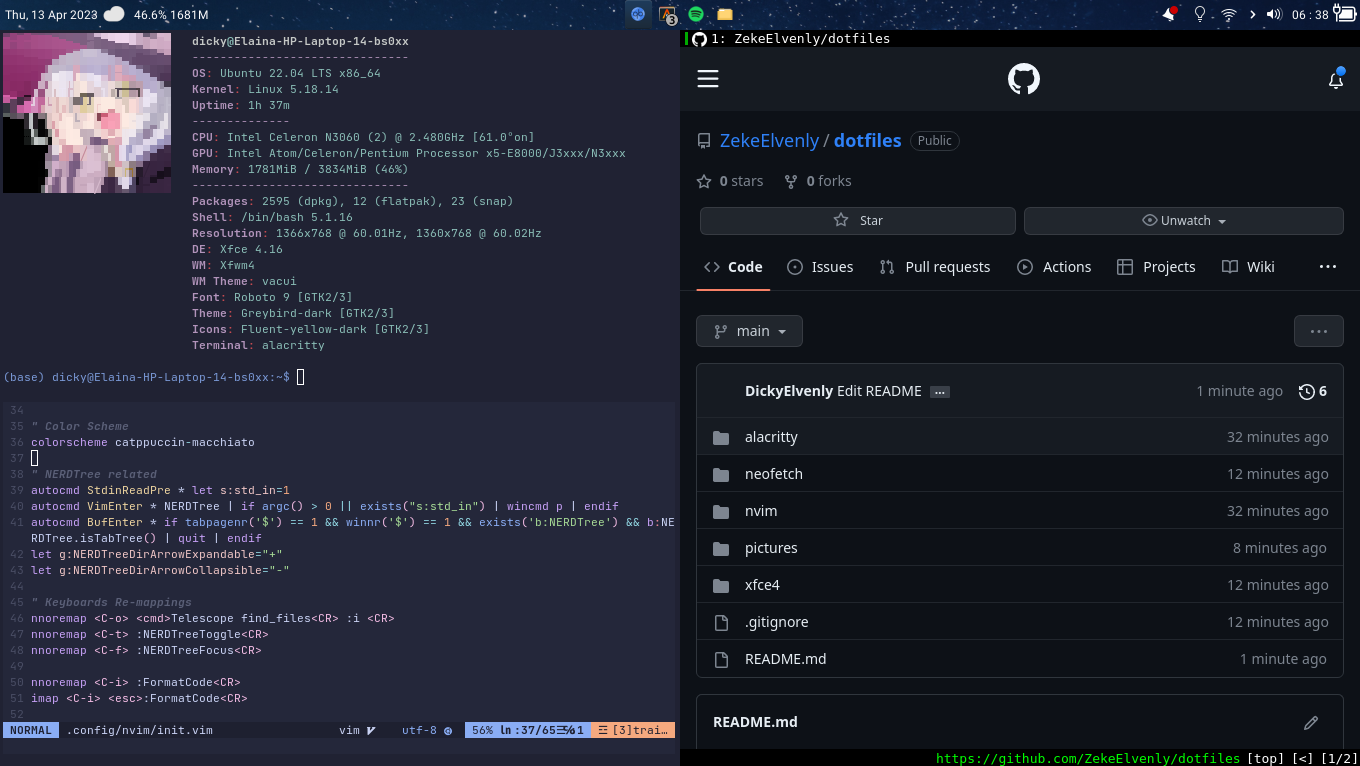 Thu, 13 Apr 2023 46.6% 1681M
3
06 : 38
dicky@Elaina-HP-Laptop-14-bs0xx
-------------------------------
OS: Ubuntu 22.04 LTS x86_64
Kernel: Linux 5.18.14
Uptime: 1h 37m
--------------
CPU: Intel Celeron N3060 (2) @ 2.480GHz [61.0°on]
GPU: Intel Atom/Celeron/Pentium Processor x5-E8000/J3xxx/N3xxx
Memory: 1781MiB / 3834MiB (46%)
-------------------------------
Packages: 2595 (dpkg), 12 (flatpak), 23 (snap)
Shell: /bin/bash 5.1.16
Resolution: 1366x768 @ 60.01Hz, 1360x768 @ 60.02Hz
DE: Xfce 4.16
WM: Xfwm4
WM Theme: vacui
Font: Roboto 9 [GTK2/3]
Theme: Greybird-dark [GTK2/3]
Icons: Fluent-yellow-dark [GTK2/3]
Terminal: alacritty
(base) dicky@Elaina-HP-Laptop-14-bs0xx:~$
34
35 " Color Scheme
36 colorscheme catppuccin-macchiato
37
38 " NERDTree related
39 autocmd StdinReadPre * let s:std_in=1
40 autocmd VimEnter * NERDTree | if argc() > 0 || exists("s:std_in") | wincmd p | endif
41 autocmd BufEnter * if tabpagenr('$') == 1 && winnr('$') == 1 && exists('b:NERDTree') && b:NE
RDTree.isTabTree() | quit | endif
42 let g:NERDTreeDirArrowExpandable="+"
43 let g:NERDTreeDirArrowCollapsible="-"
44
45 " Keyboards Re-mappings
46 nnoremap <C-o> <cmd>Telescope find_files<CR> :i <CR>
47 nnoremap <C-t> :NERDTreeToggle<CR>
48 nnoremap <C-f> :NERDTreeFocus<CR>
49
50 nnoremap <C-i> :FormatCode<CR>
51 imap <C-i> <esc>:FormatCode<CR>
52
NORMAL .config/nvim/init.vim vim utf-8 56% ln:37/65 ☲ [3]trai…
1: ZekeElvenly/dotfiles
ZekeElvenly / dotfiles Public
0 stars 0 forks
Star Unwatch
Code Issues Pull requests Actions Projects Wiki ...
main ...
DickyElvenly Edit README ... 1 minute ago 6
alacritty 32 minutes ago
neofetch 12 minutes ago
nvim 32 minutes ago
pictures 8 minutes ago
xfce4 12 minutes ago
.gitignore 12 minutes ago
README.md 1 minute ago
README.md
https://github.com/ZekeElvenly/dotfiles [top] [<] [1/2]